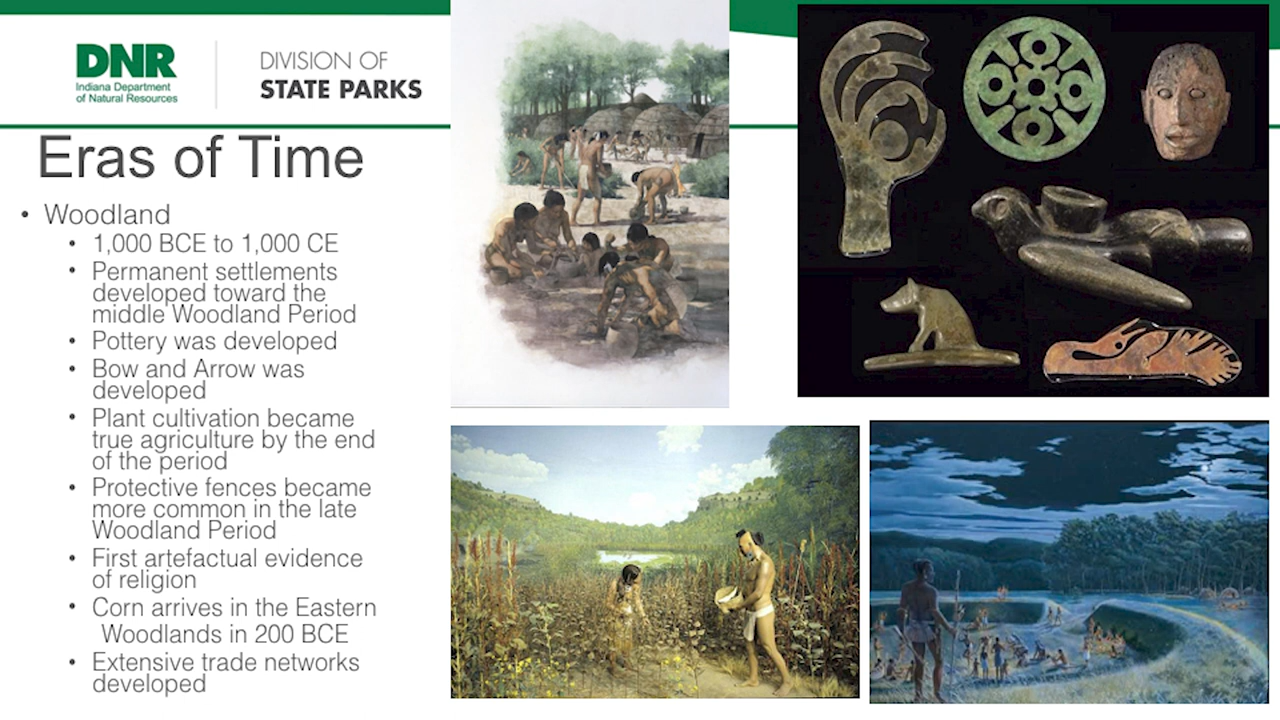 DNR
Indiana Department
of Natural Resources
DIVISION OF
STATE PARKS
Eras of Time
• Woodland
• 1,000 BCE to 1,000 CE
• Permanent settlements
developed toward the
middle Woodland Period
• Pottery was developed
• Bow and Arrow was
developed
• Plant cultivation became
true agriculture by the end
of the period
• Protective fences became
more common in the late
Woodland Period
• First artefactual evidence
of religion
• Corn arrives in the Eastern
Woodlands in 200 BCE
• Extensive trade networks
developed